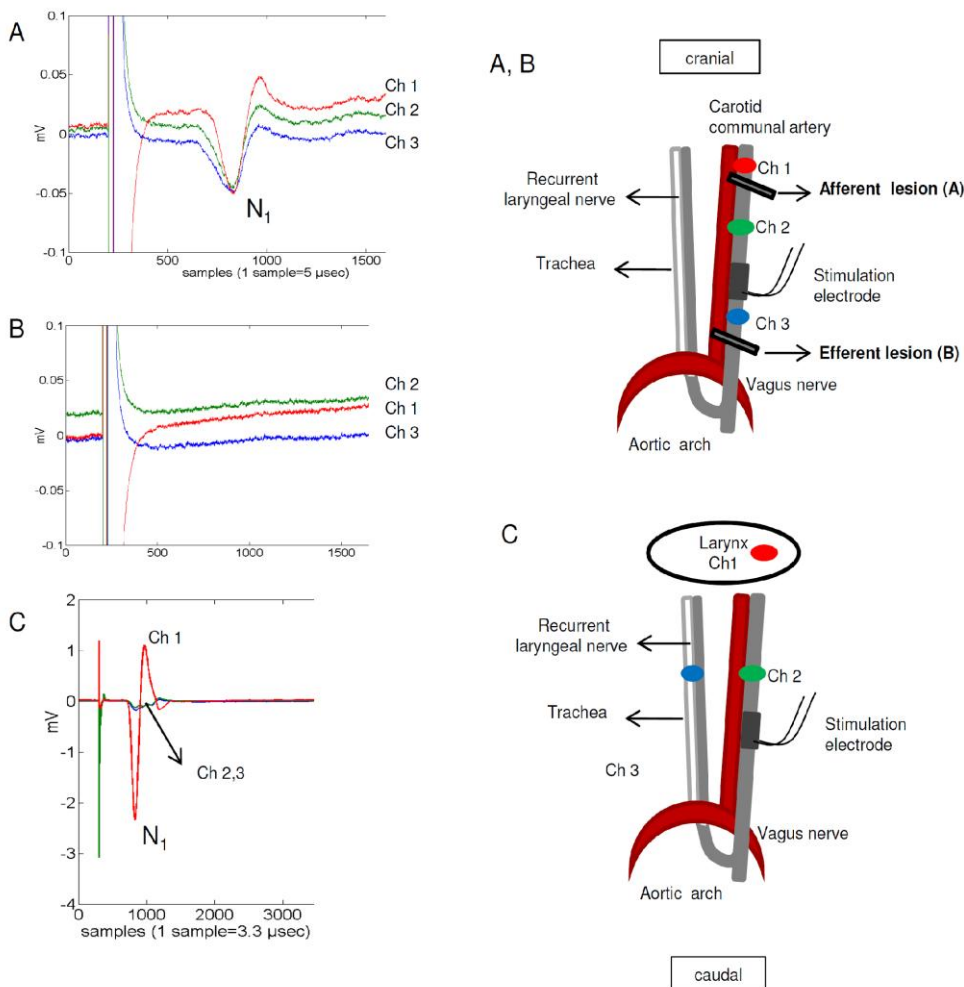 A
0.1
0.05
0
-0.05
-0.1
mV
0
500
1000
1500
samples (1 sample=5 µsec)
Ch 1
Ch 2
Ch 3
N1
B
0.1
0.05
0
-0.05
-0.1
mV
0
500
1000
1500
samples (1 sample=5 µsec)
Ch 2
Ch 1
Ch 3
C
2
1
0
-1
-2
-3
-4
mV
0
1000
2000
3000
samples (1 sample=3.3 µsec)
Ch 1
Ch 2,3
N1
A, B
cranial
Carotid
communal artery
Ch 1
Recurrent
laryngeal nerve
Afferent lesion (A)
Ch 2
Trachea
Stimulation
electrode
Ch 3
Efferent lesion (B)
Vagus nerve
Aortic arch
C
Larynx
Ch1
Recurrent
laryngeal nerve
Ch 2
Trachea
Stimulation
electrode
Ch 3
Vagus nerve
Aortic arch
caudal